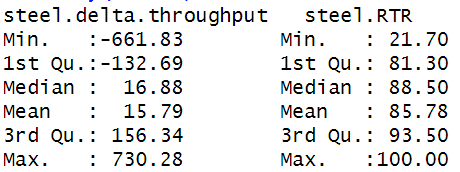 steel.delta.throughput   steel.RTR
Min.   :-661.83          Min.   : 21.70
1st Qu.:-132.69          1st Qu.: 81.30
Median :  16.88          Median : 88.50
Mean   :  15.79          Mean   : 85.78
3rd Qu.: 156.34          3rd Qu.: 93.50
Max.   : 730.28          Max.   :100.00